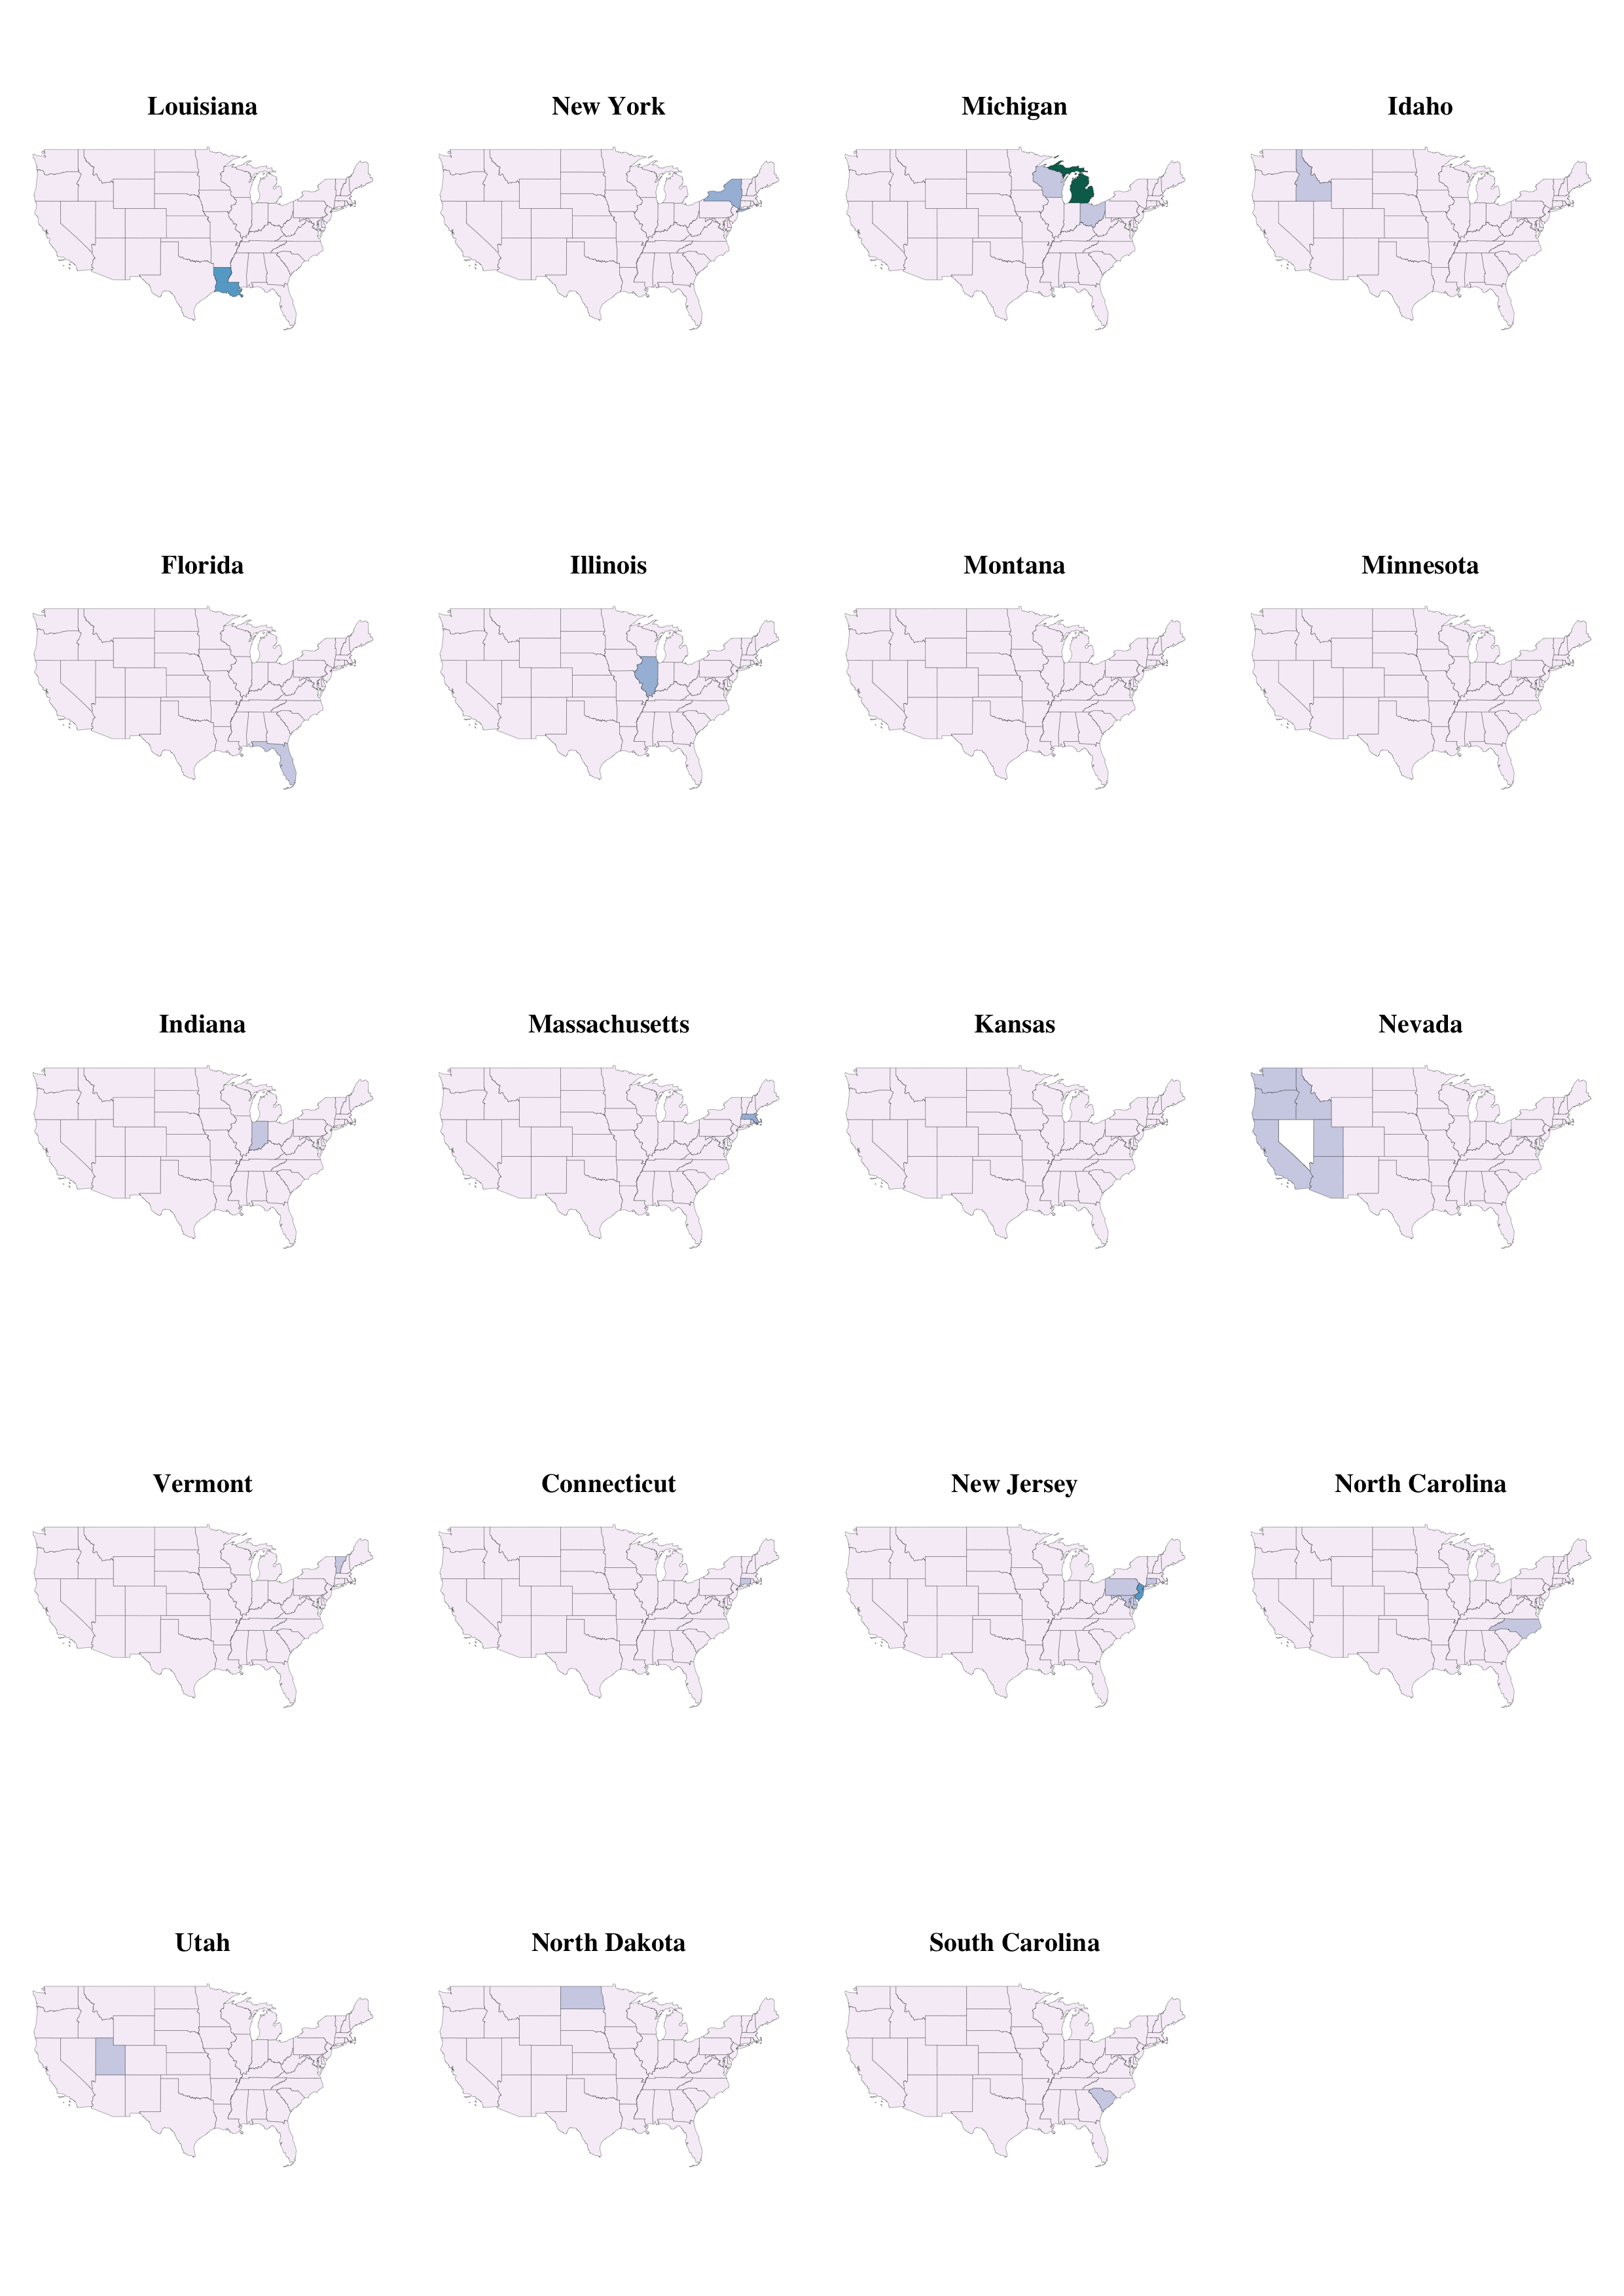 Louisiana
New York
Michigan
Idaho
Florida
Illinois
Montana
Minnesota
Indiana
Massachusetts
Kansas
Nevada
Vermont
Connecticut
New Jersey
North Carolina
Utah
North Dakota
South Carolina